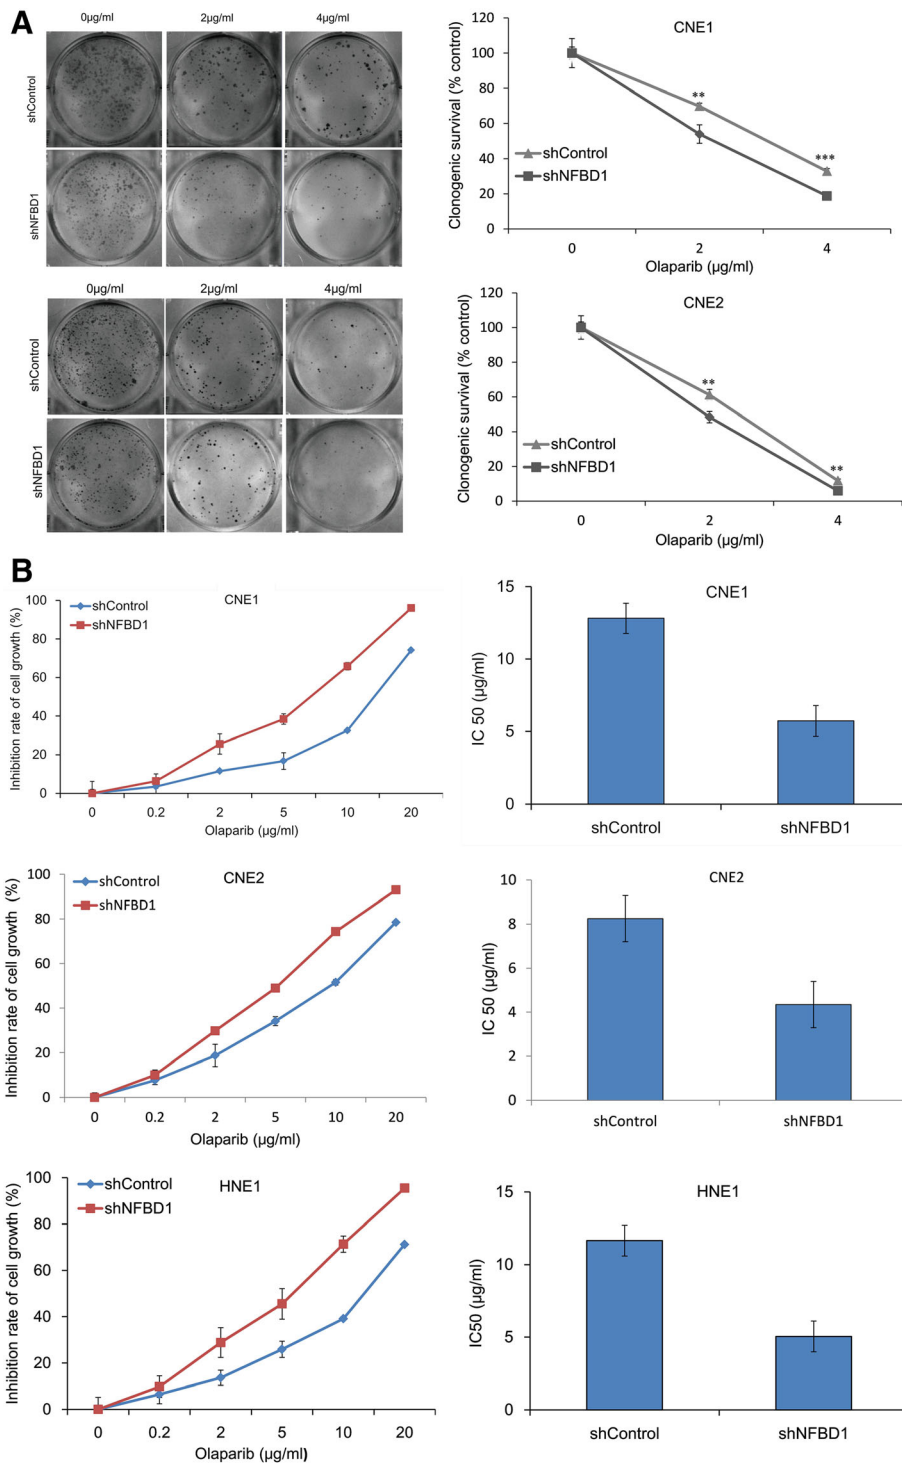 A
0µg/ml 2µg/ml 4µg/ml
shControl
shNFBD1
0µg/ml 2µg/ml 4µg/ml
shControl
shNFBD1
CNE1
Clonogenic survival (% control)
120
100
80
60
40
20
0
** ***
shControl
shNFBD1
0 2 4
Olaparib (µg/ml)
CNE2
Clonogenic survival (% control)
120
100
80
60
40
20
0
** **
shControl
shNFBD1
0 2 4
Olaparib (µg/ml)
B
CNE1
Inhibition rate of cell growth (%)
100
80
60
40
20
0
shControl
shNFBD1
0 0.2 2 5 10 20
Olaparib (µg/ml)
CNE1
IC 50 (µg/ml)
15
10
5
0
shControl shNFBD1
CNE2
Inhibition rate of cell growth (%)
100
80
60
40
20
0
shControl
shNFBD1
0 0.2 2 5 10 20
Olaparib (µg/ml)
CNE2
IC 50 (µg/ml)
10
8
6
4
2
0
shControl shNFBD1
HNE1
Inhibition rate of cell growth (%)
100
80
60
40
20
0
shControl
shNFBD1
0 0.2 2 5 10 20
Olaparib (µg/ml)
HNE1
IC50 (µg/ml)
15
10
5
0
shControl shNFBD1